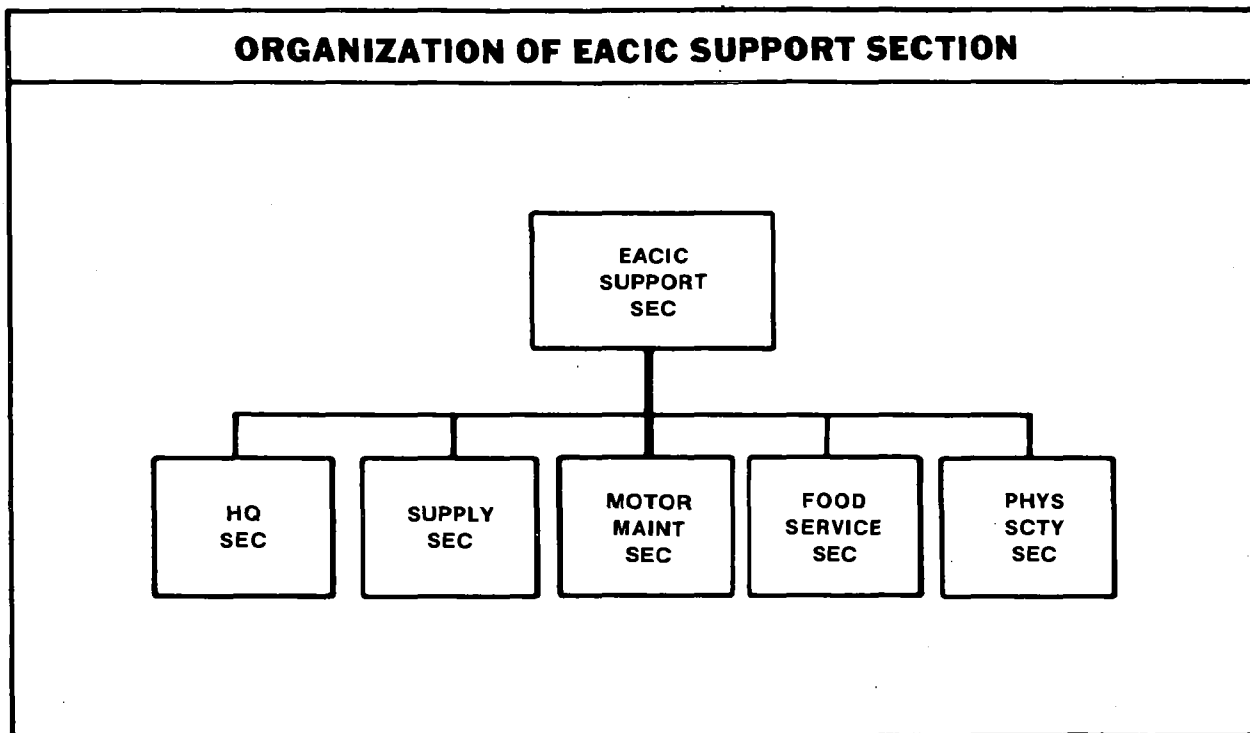 ORGANIZATION OF EACIC SUPPORT SECTION
EACIC
SUPPORT
SEC
HQ
SEC
SUPPLY
SEC
MOTOR
MAINT
SEC
FOOD
SERVICE
SEC
PHYS
SCTY
SEC